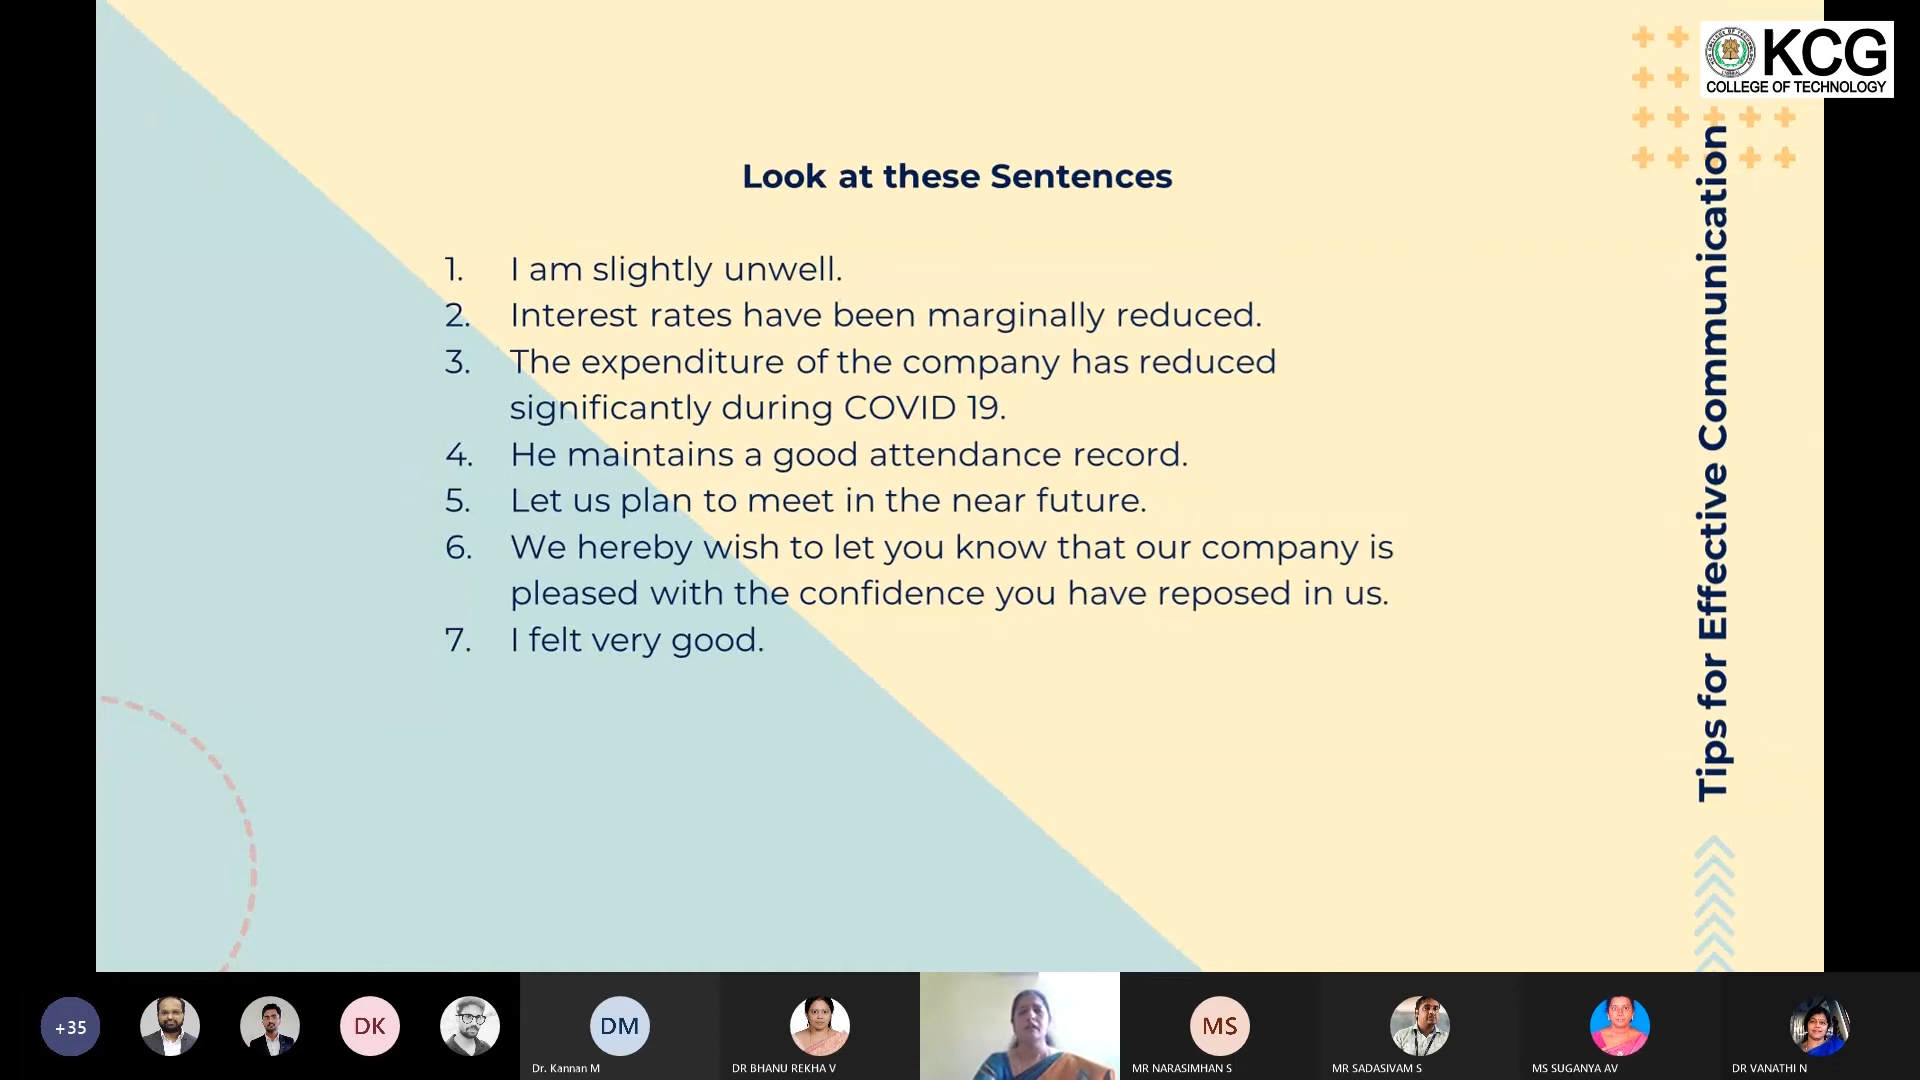 KCG
COLLEGE OF TECHNOLOGY
Look at these Sentences
1. I am slightly unwell.
2. Interest rates have been marginally reduced.
3. The expenditure of the company has reduced
significantly during COVID 19.
4. He maintains a good attendance record.
5. Let us plan to meet in the near future.
6. We hereby wish to let you know that our company is
pleased with the confidence you have reposed in us.
7. I felt very good.
Tips for Effective Communication
+35
DK
DM
MS
Dr. Kannan M
DR BHANU REKHA V
MR NARASIMHAN S
MR SADASIVAM S
MS SUGANYA AV
DR VANATHI N